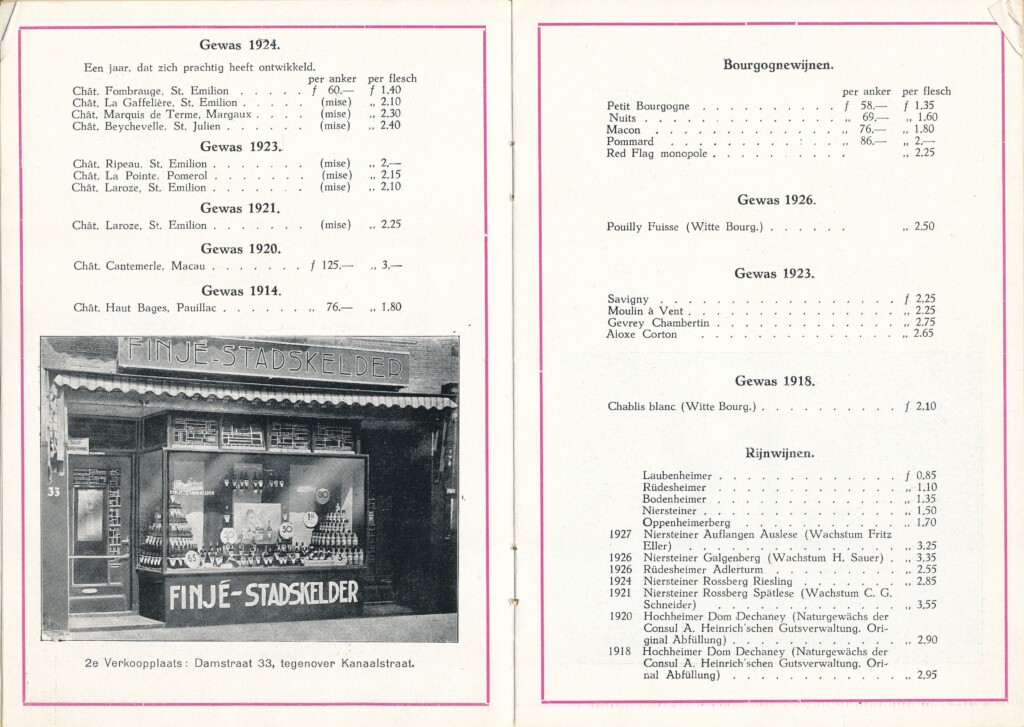 Gewas 1924.
Een jaar, dat zich prachtig heeft ontwikkeld.
per anker per flesch
Chât. Fombrauge, St. Emilion . . . . . ƒ 60.— ƒ 1.40
Chât. La Gaffelière, St. Emilion . . . . . (mise) „ 2.10
Chât. Marquis de Terme, Margaux . . . . (mise) „ 2.30
Chât. Beychevelle, St. Julien . . . . . . (mise) „ 2.40
Gewas 1923.
Chât. Ripeau, St. Emilion . . . . . . . (mise) „ 2.—
Chât. La Pointe, Pomerol . . . . . . . (mise) „ 2.15
Chât. Laroze, St. Emilion . . . . . . . (mise) „ 2.10
Gewas 1921.
Chât. Laroze, St. Emilion . . . . . . . (mise) „ 2.25
Gewas 1920.
Chât. Cantemerle, Macau . . . . . . . ƒ 125.— „ 3.—
Gewas 1914.
Chât. Haut Bages, Pauillac . . . . . . „ 76.— „ 1.80
FINJÉ-STADSKELDER
33
FINJÉ-STADSKELDER
90
1.10
30
65
FINJÉ-STADSKELDER
2e Verkoopplaats: Damstraat 33, tegenover Kanaalstraat.
Bourgognewijnen.
per anker per flesch
Petit Bourgogne . . . . . . . . . . ƒ 58.— ƒ 1.35
Nuits . . . . . . . . . . . . . . „ 69.— „ 1.60
Macon . . . . . . . . . . . . . „ 76.— „ 1.80
Pommard . . . . . . . . . . . . „ 86.— „ 2.—
Red Flag monopole . . . . . . . . . . „ 2.25
Gewas 1926.
Pouilly Fuisse (Witte Bourg.) . . . . . . „ 2.50
Gewas 1923.
Savigny . . . . . . . . . . . . . . . . . ƒ 2.25
Moulin à Vent . . . . . . . . . . . . . . . „ 2.25
Gevrey Chambertin . . . . . . . . . . . . . „ 2.75
Aloxe Corton . . . . . . . . . . . . . . „ 2.65
Gewas 1918.
Chablis blanc (Witte Bourg.) . . . . . . . . . . ƒ 2.10
Rijnwijnen.
Laubenheimer . . . . . . . . . . . . . ƒ 0.85
Rüdesheimer . . . . . . . . . . . . . „ 1.10
Bodenheimer . . . . . . . . . . . . . „ 1.35
Niersteiner . . . . . . . . . . . . . . „ 1.50
Oppenheimerberg . . . . . . . . . . . . „ 1.70
1927 Niersteiner Auflangen Auslese (Wachstum Fritz
Eller) . . . . . . . . . . . . . . . „ 3.25
1926 Niersteiner Galgenberg (Wachstum H. Sauer) . „ 3.35
1926 Rüdesheimer Adlerturm . . . . . . . . . „ 2.55
1924 Niersteiner Rossberg Riesling . . . . . . . „ 2.85
1921 Niersteiner Rossberg Spätlese (Wachstum C. G.
Schneider) . . . . . . . . . . . . . „ 3,55
1920 Hochheimer Dom Dechaney (Naturgewächs der
Consul A. Heinrich'schen Gutsverwaltung. Ori-
ginal Abfüllung) . . . . . . . . . . . . „ 2.90
1918 Hochheimer Dom Dechaney (Naturgewächs der
Consul A. Heinrich'schen Gutsverwaltung. Ori-
nal Abfüllung) . . . . . . . . . . . . „ 2.95